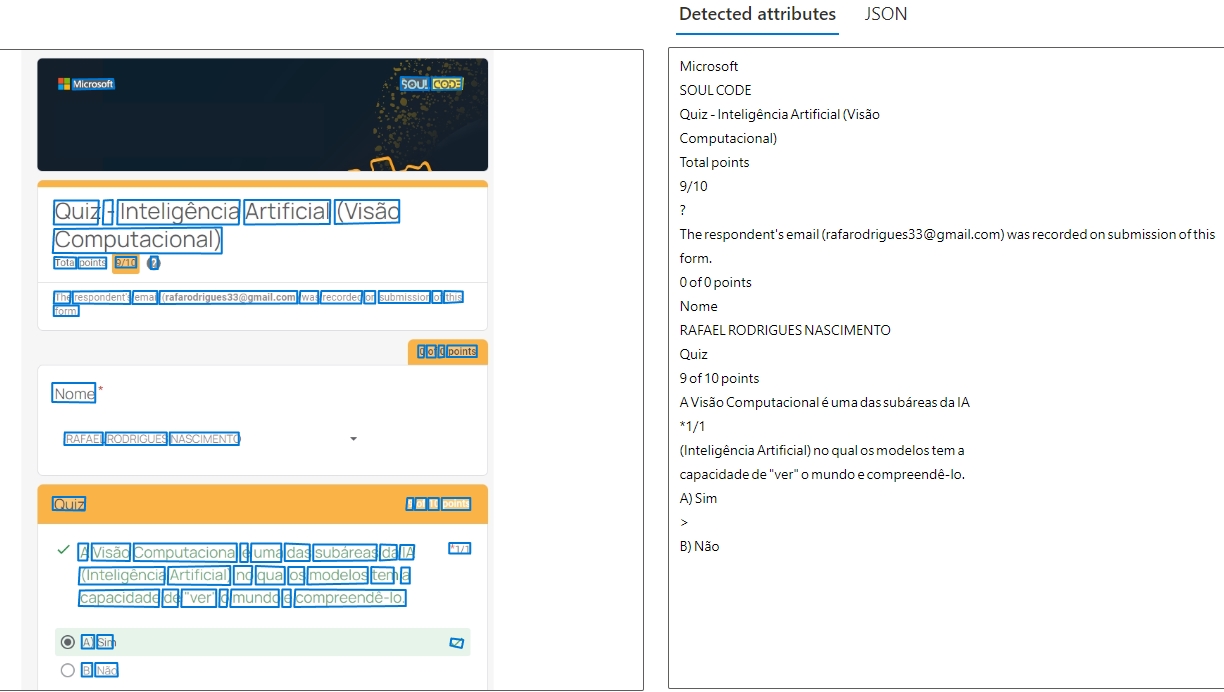 Detected attributes JSON
Microsoft
SOUL CODE
Quiz - Inteligência Artificial (Visão
Computacional)
Total points 9/10 ?
The respondent's email (rafarodrigues33@gmail.com) was recorded on submission of this
form.
0 of 0 points
Nome *
RAFAEL RODRIGUES NASCIMENTO
Quiz
9 of 10 points
A Visão Computacional é uma das subáreas da IA
*1/1
(Inteligência Artificial) no qual os modelos tem a
capacidade de "ver" o mundo e compreendê-lo.
A) Sim
B) Não
Microsoft
SOUL CODE
Quiz - Inteligência Artificial (Visão
Computacional)
Total points
9/10
?
The respondent's email (rafarodrigues33@gmail.com) was recorded on submission of this
form.
0 of 0 points
Nome
RAFAEL RODRIGUES NASCIMENTO
Quiz
9 of 10 points
A Visão Computacional é uma das subáreas da IA
*1/1
(Inteligência Artificial) no qual os modelos tem a
capacidade de "ver" o mundo e compreendê-lo.
A) Sim
>
B) Não